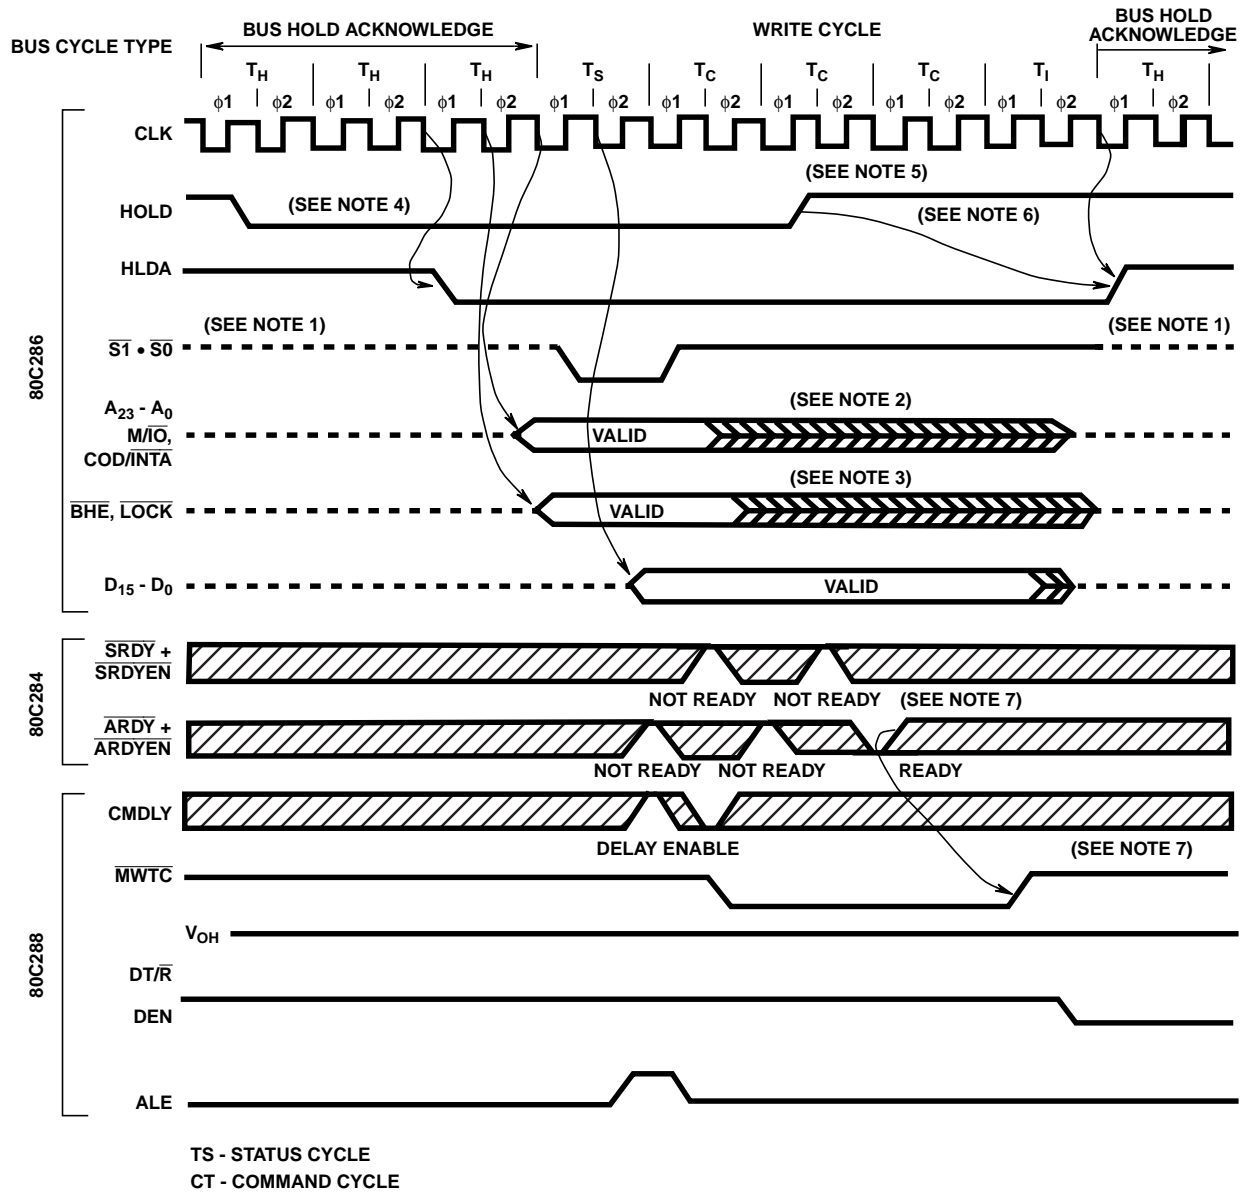 BUS CYCLE TYPE
BUS HOLD ACKNOWLEDGE
WRITE CYCLE
BUS HOLD
ACKNOWLEDGE
TH TH TH TS TC TC TC TI TH
ϕ1 ϕ2 ϕ1 ϕ2 ϕ1 ϕ2 ϕ1 ϕ2 ϕ1 ϕ2 ϕ1 ϕ2 ϕ1 ϕ2 ϕ1 ϕ2 ϕ1 ϕ2
80C286
CLK
(SEE NOTE 5)
HOLD
(SEE NOTE 4)
(SEE NOTE 6)
HLDA
(SEE NOTE 1)
(SEE NOTE 1)
S1 • S0
A23 - A0
M/IO,
COD/INTA
(SEE NOTE 2)
VALID
(SEE NOTE 3)
BHE, LOCK
VALID
D15 - D0
VALID
80C284
SRDY +
SRDYEN
NOT READY NOT READY (SEE NOTE 7)
ARDY +
ARDYEN
NOT READY NOT READY READY
80C288
CMDLY
DELAY ENABLE
(SEE NOTE 7)
MWTC
VOH
DT/R
DEN
ALE
TS - STATUS CYCLE
CT - COMMAND CYCLE